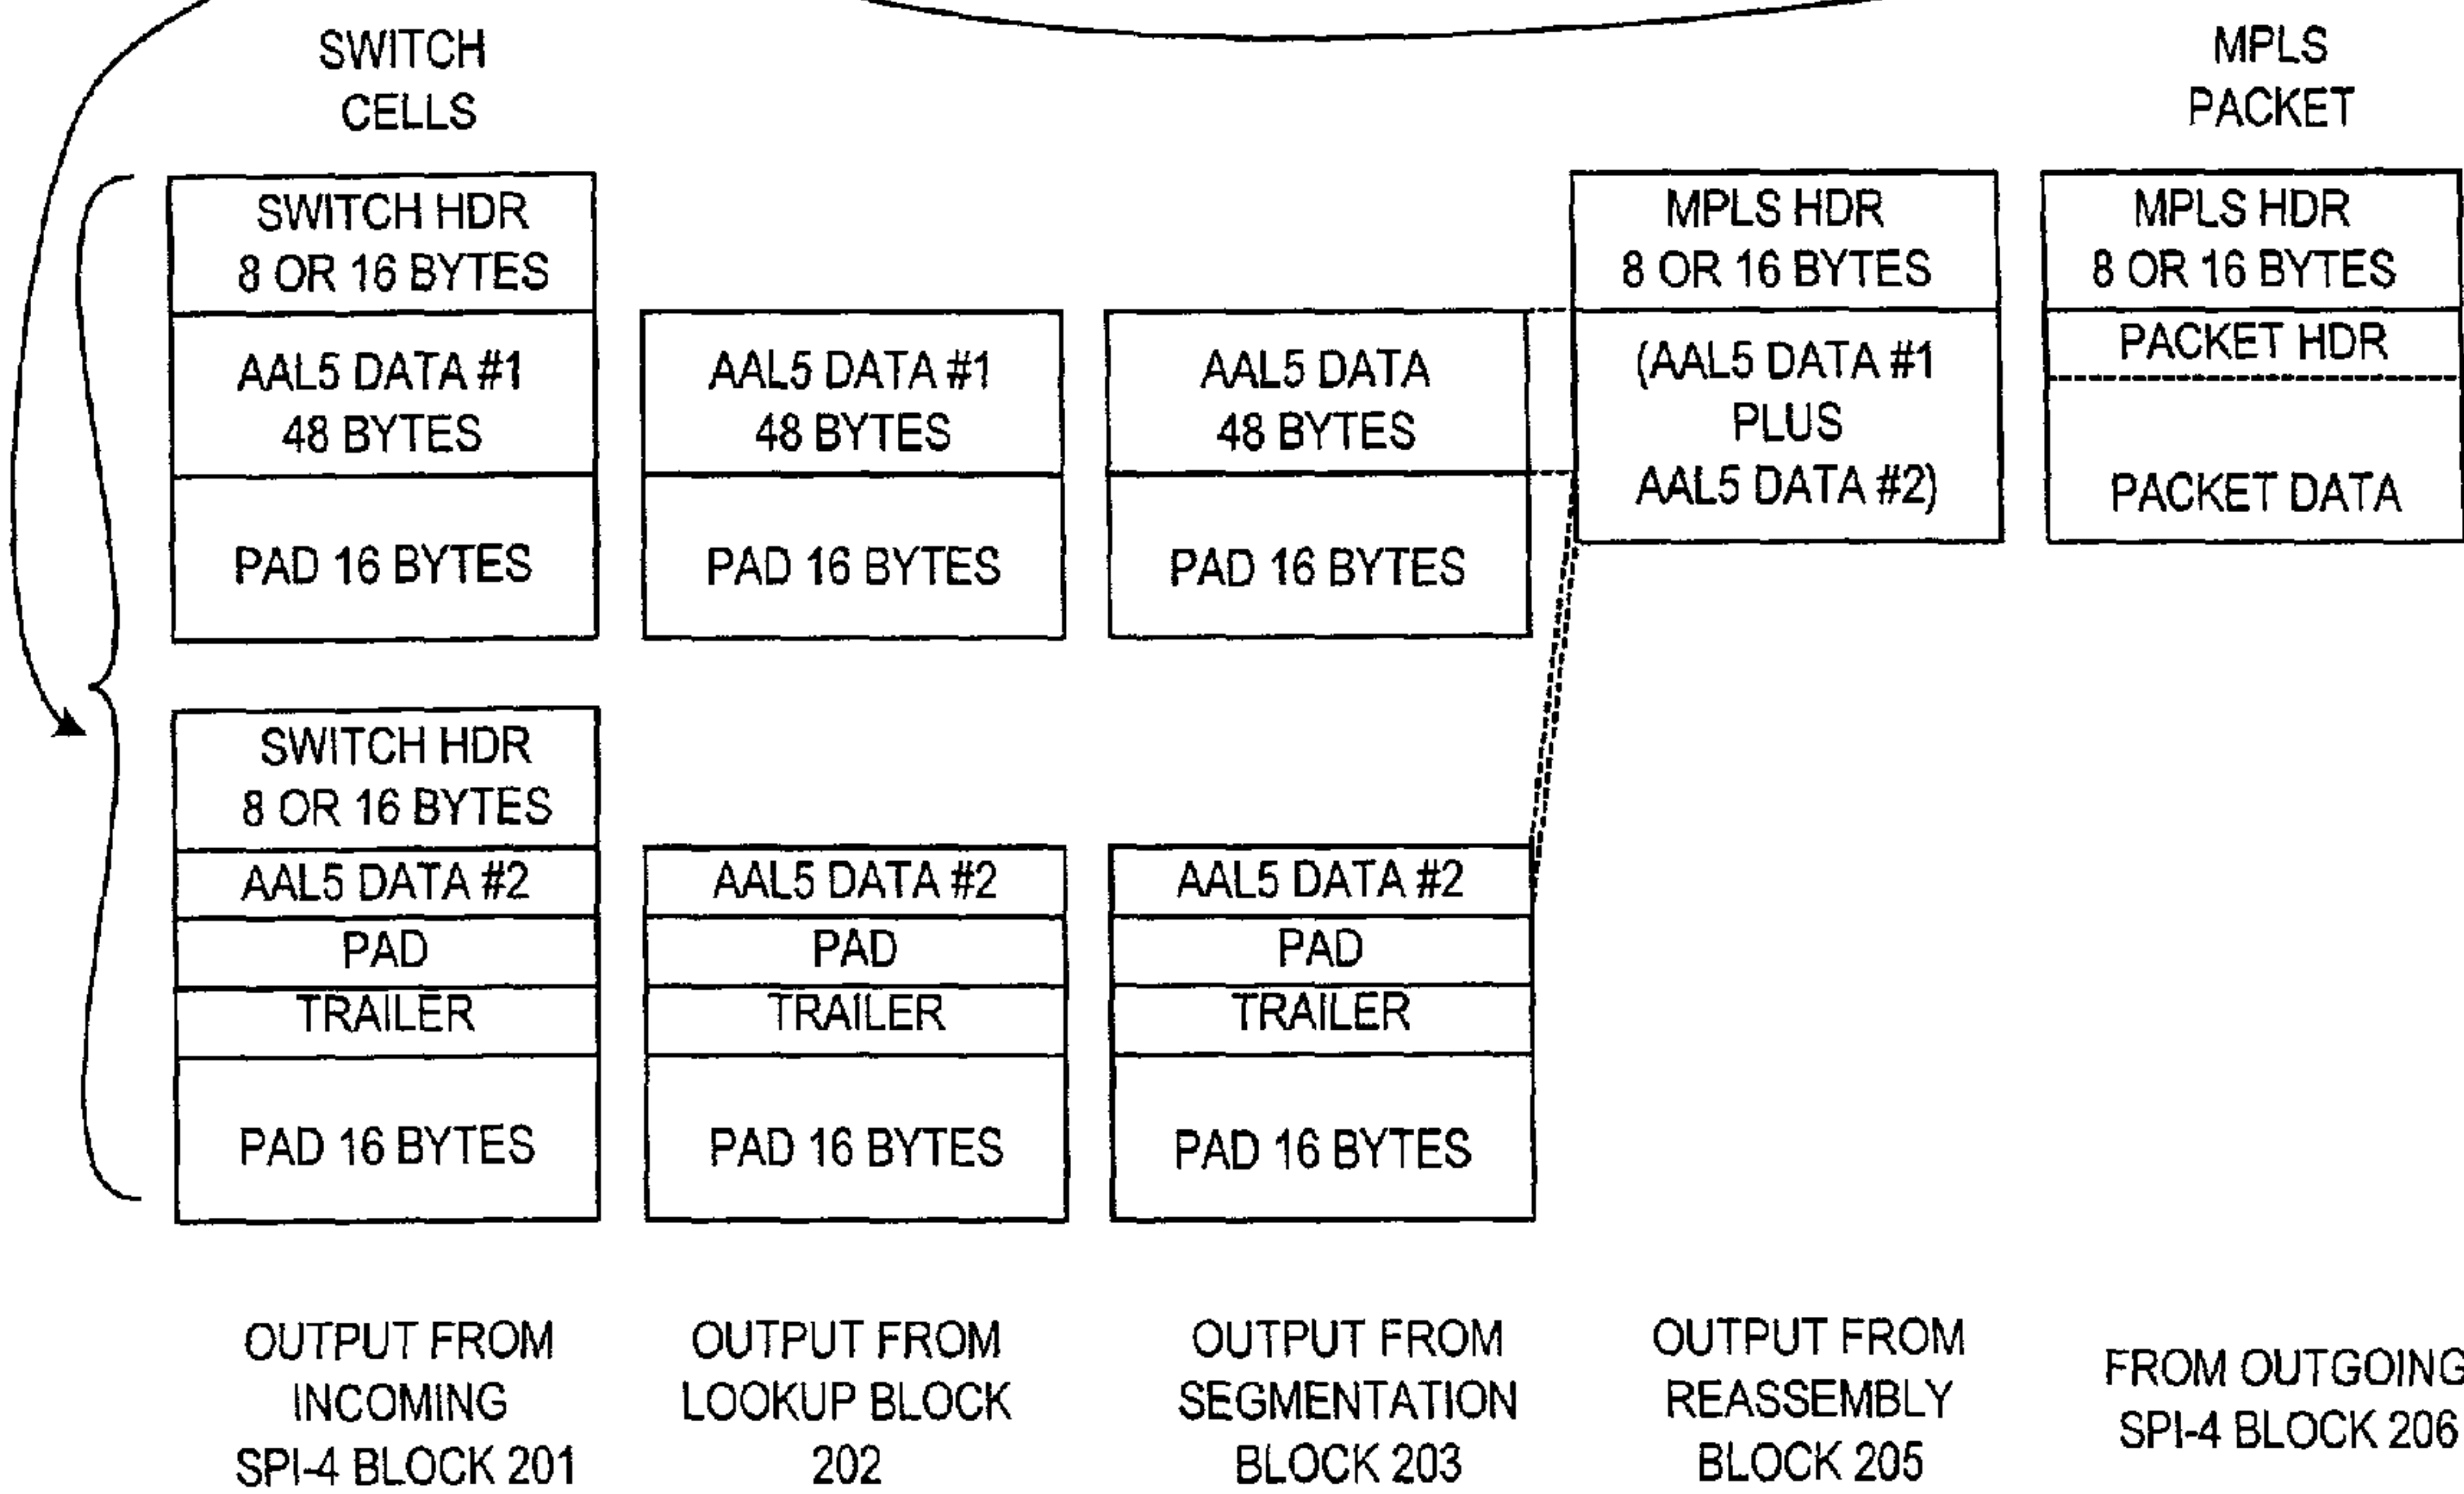 SWITCH
CELLS
MPLS
PACKET
SWITCH HDR
8 OR 16 BYTES
AAL5 DATA #1
48 BYTES
PAD 16 BYTES
AAL5 DATA #1
48 BYTES
PAD 16 BYTES
AAL5 DATA
48 BYTES
PAD 16 BYTES
MPLS HDR
8 OR 16 BYTES
(AAL5 DATA #1
PLUS
AAL5 DATA #2)
MPLS HDR
8 OR 16 BYTES
PACKET HDR
PACKET DATA
SWITCH HDR
8 OR 16 BYTES
AAL5 DATA #2
PAD
TRAILER
PAD 16 BYTES
AAL5 DATA #2
PAD
TRAILER
PAD 16 BYTES
AAL5 DATA #2
PAD
TRAILER
PAD 16 BYTES
OUTPUT FROM
INCOMING
SPI-4 BLOCK 201
OUTPUT FROM
LOOKUP BLOCK
202
OUTPUT FROM
SEGMENTATION
BLOCK 203
OUTPUT FROM
REASSEMBLY
BLOCK 205
FROM OUTGOING
SPI-4 BLOCK 206